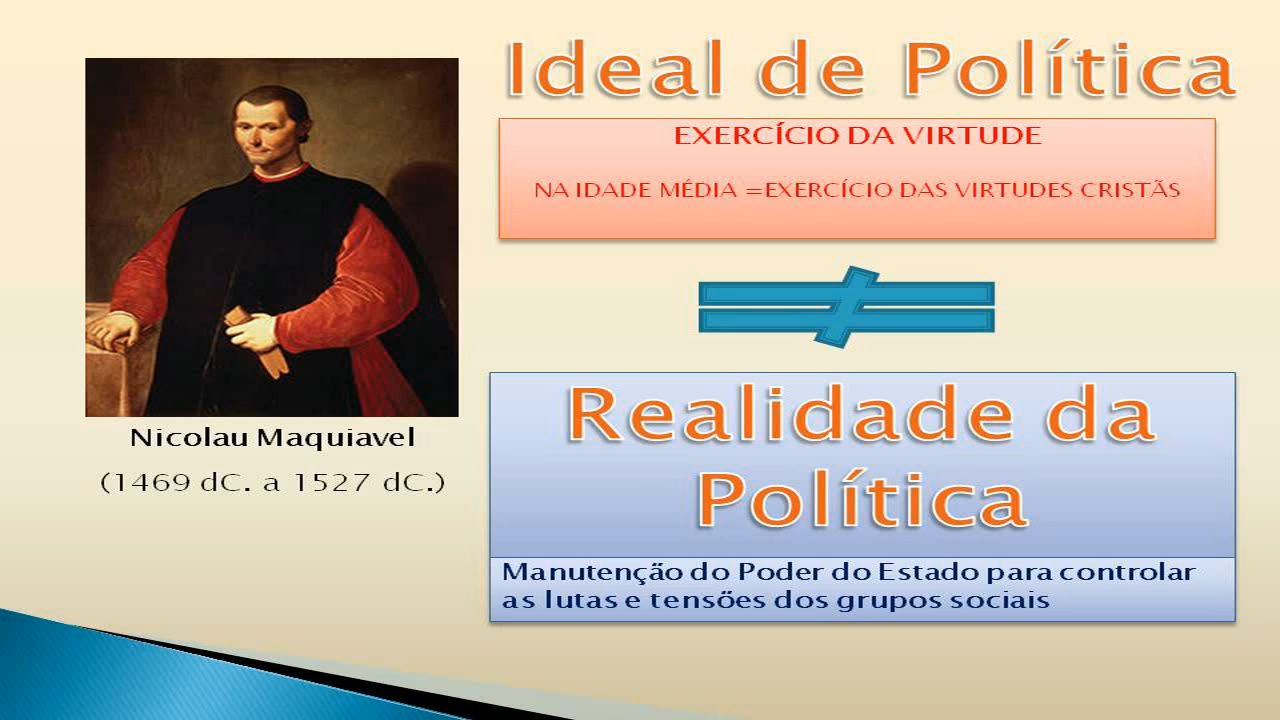 Ideal de Política
EXERCÍCIO DA VIRTUDE
NA IDADE MÉDIA =EXERCÍCIO DAS VIRTUDES CRISTÃS
Nicolau Maquiavel
(1469 dC. a 1527 dC.)
Realidade da
Política
Manutenção do Poder do Estado para controlar
as lutas e tensões dos grupos sociais